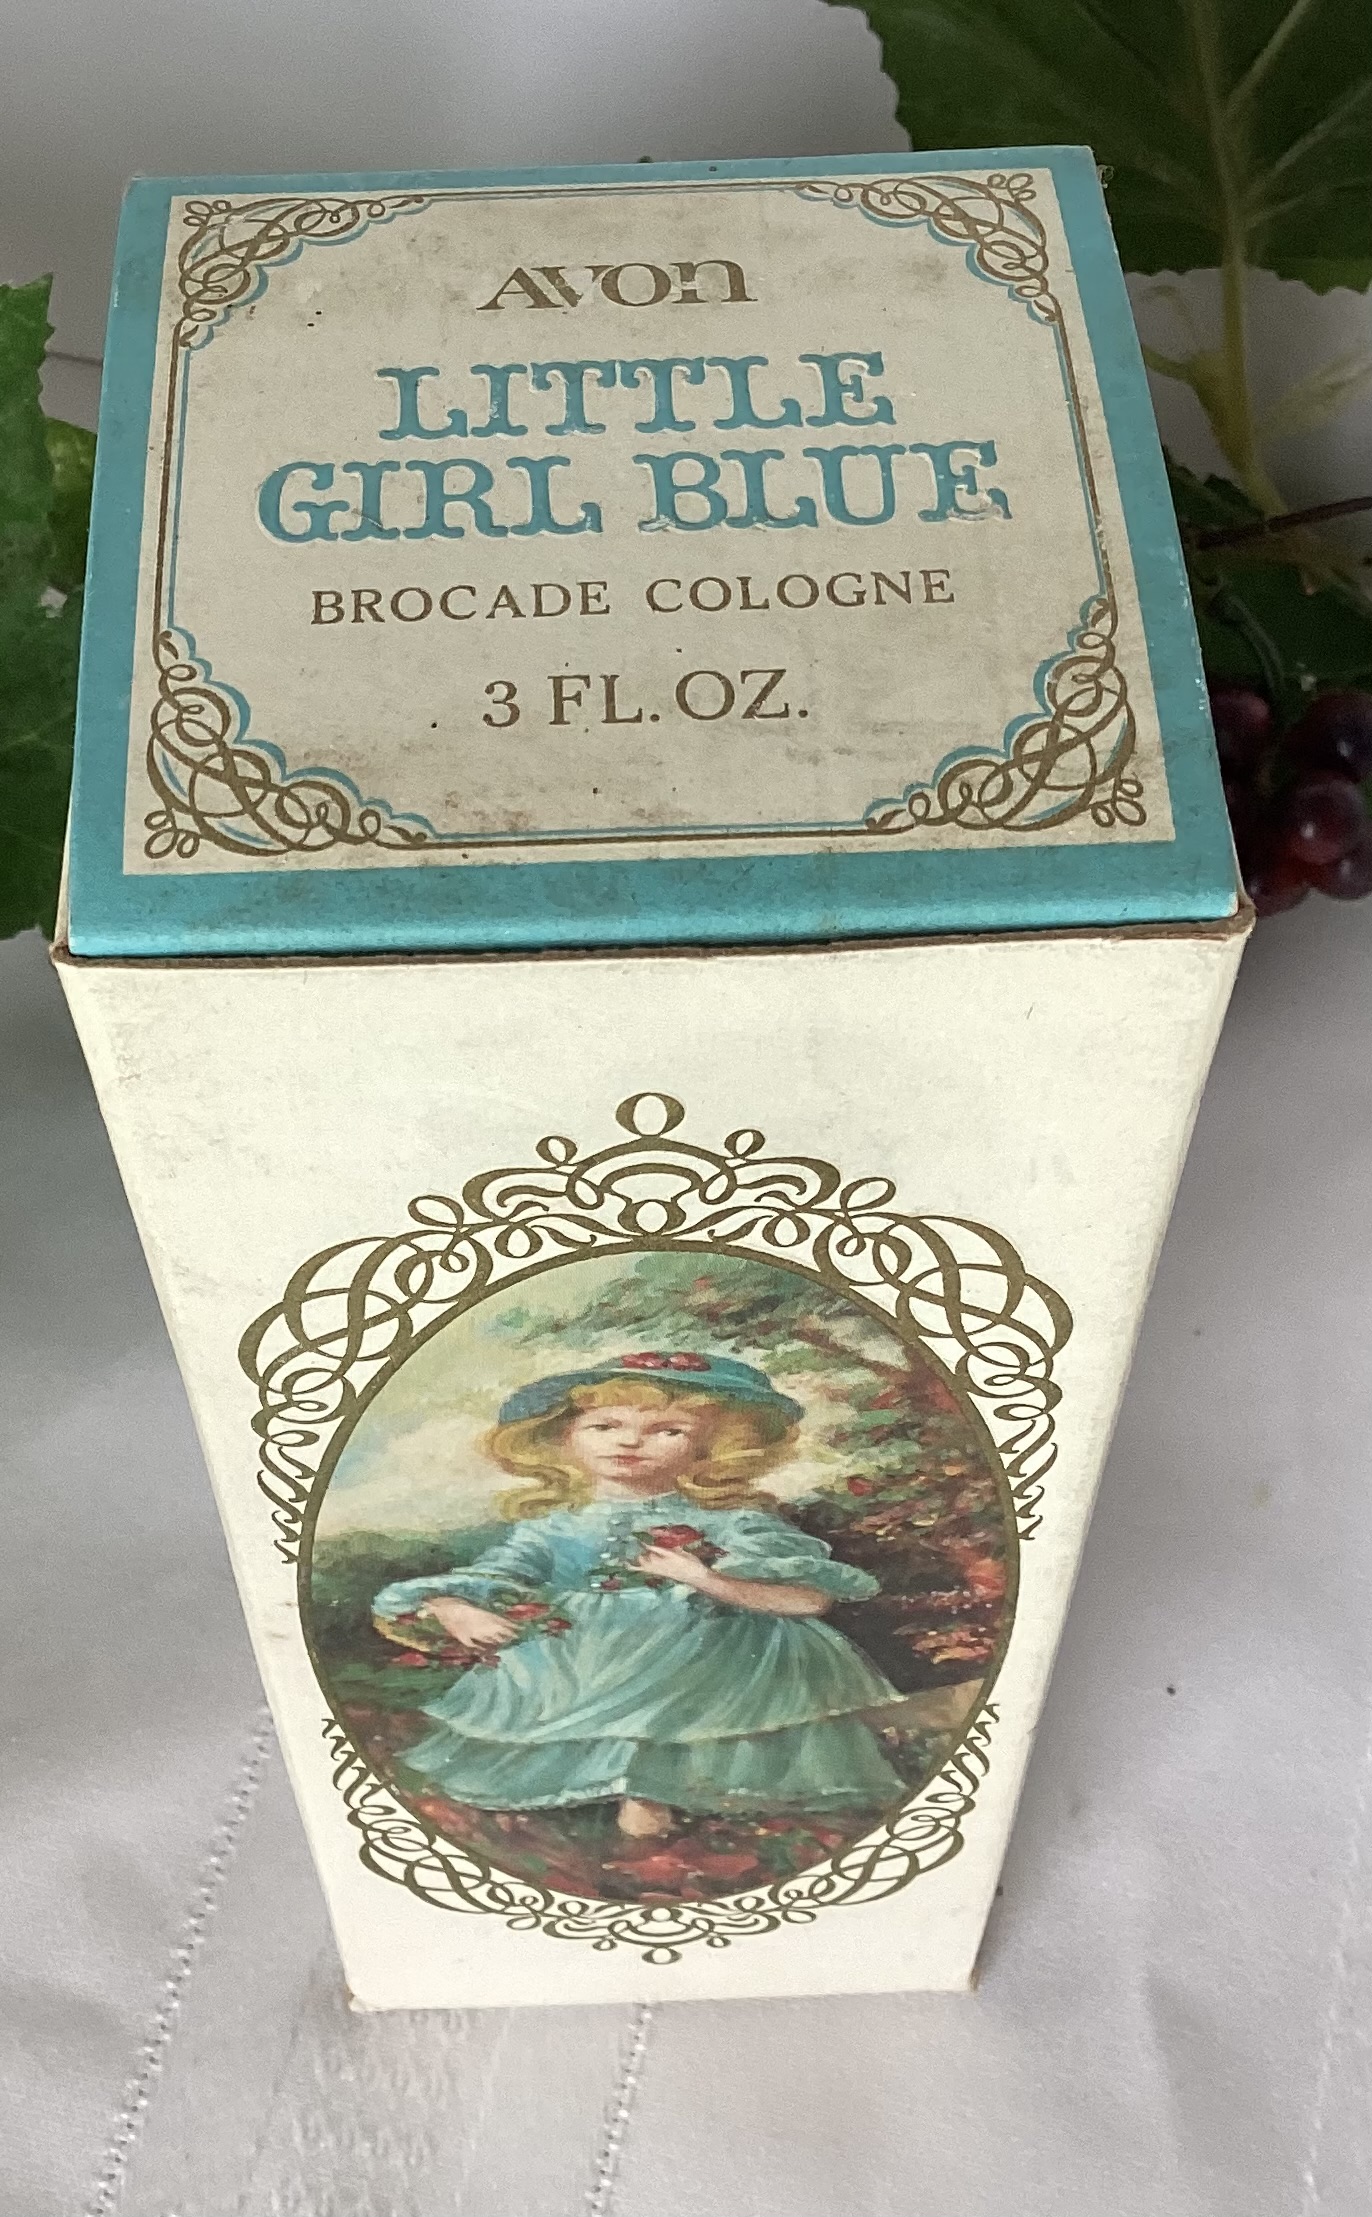 AVON
LITTLE
GIRL BLUE
BROCADE COLOGNE
3 FL. OZ.